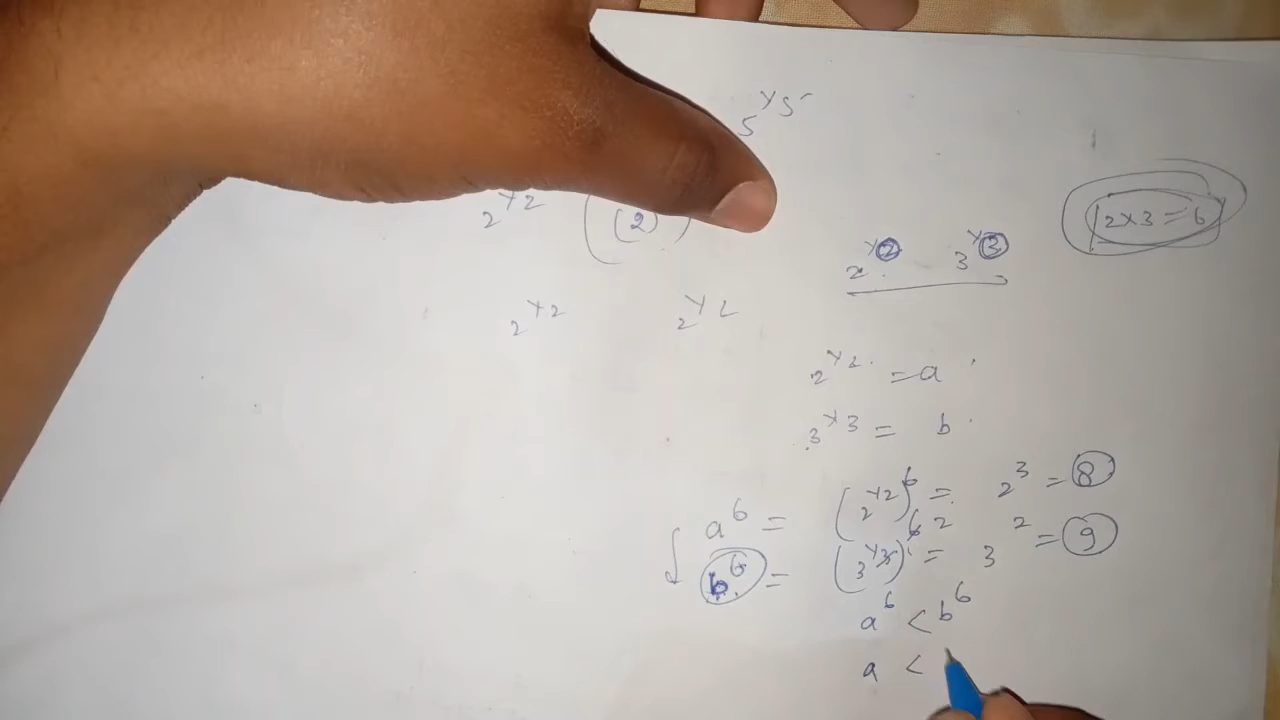 5^1/5
2^1/2 (2)
2^1/2 3^1/3
2×3=6
2^1/2 2^1/2
2^1/2 = a
3^1/3 = b
a^6 = (2^1/2)^6 = 2^3 = 8
b^6 = (3^1/3)^6 2 = 3^2 = 9
a^6 < b^6
a <